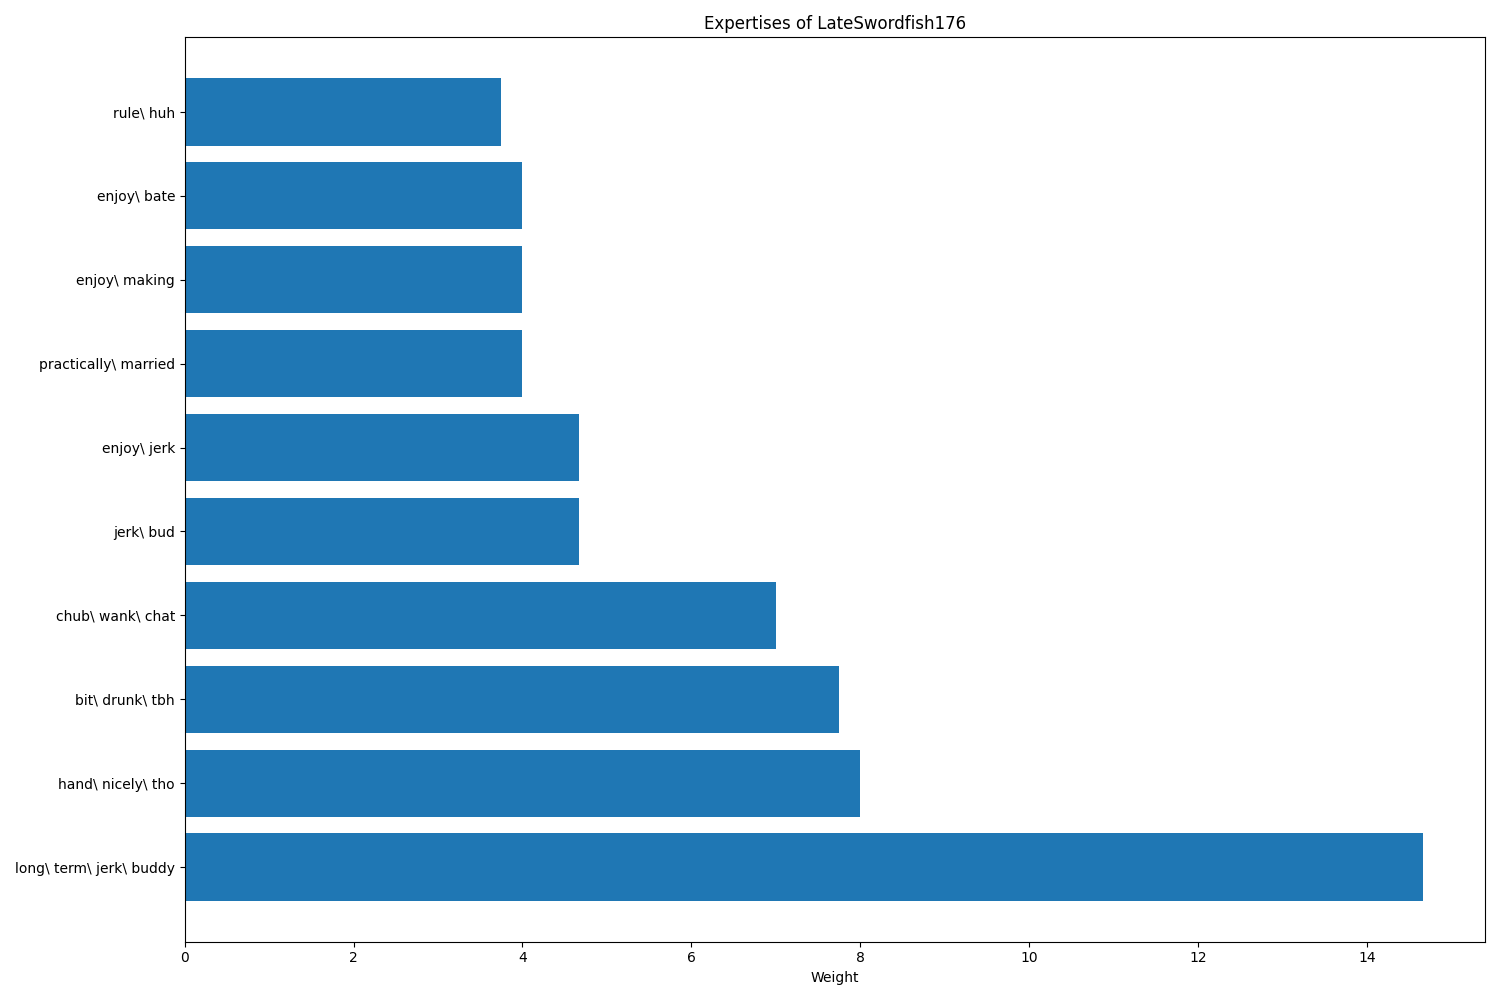 Expertises of LateSwordfish176
rule\ huh
enjoy\ bate
enjoy\ making
practically\ married
enjoy\ jerk
jerk\ bud
chub\ wank\ chat
bit\ drunk\ tbh
hand\ nicely\ tho
long\ term\ jerk\ buddy
0 2 4 6 8 10 12 14
Weight